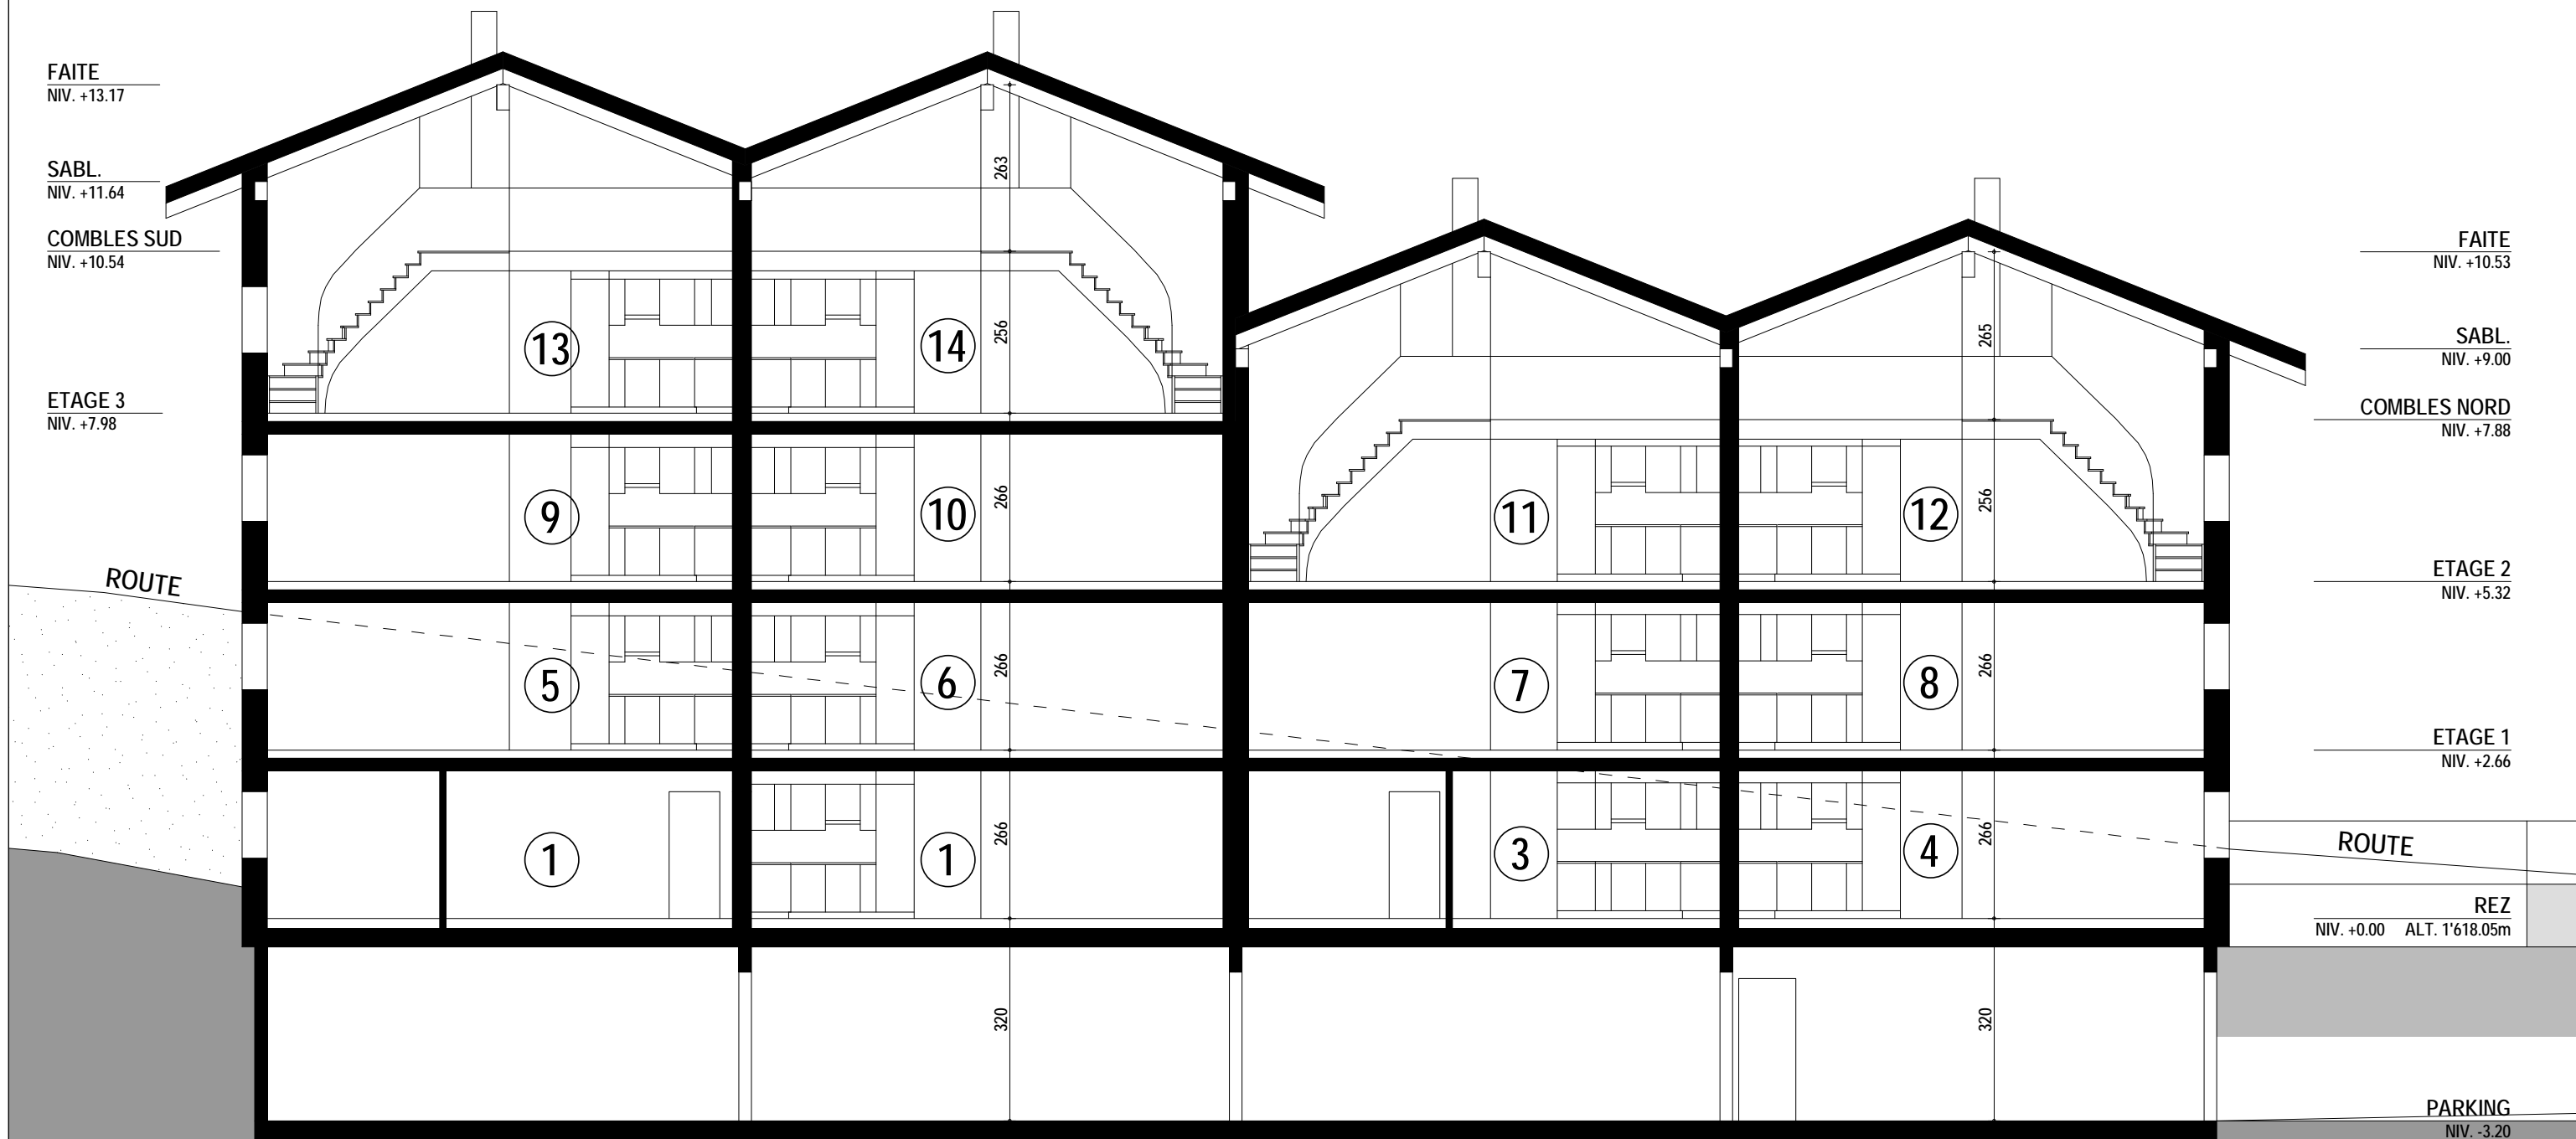 FAITE
NIV. +13.17
SABL.
NIV. +11.64
COMBLES SUD
NIV. +10.54
ETAGE 3
NIV. +7.98
ROUTE
263
256
266
266
266
320
13
14
9
10
5
6
1
1
11
12
7
8
3
4
265
256
266
266
320
FAITE
NIV. +10.53
SABL.
NIV. +9.00
COMBLES NORD
NIV. +7.88
ETAGE 2
NIV. +5.32
ETAGE 1
NIV. +2.66
ROUTE
REZ
NIV. +0.00 ALT. 1'618.05m
PARKING
NIV. -3.20